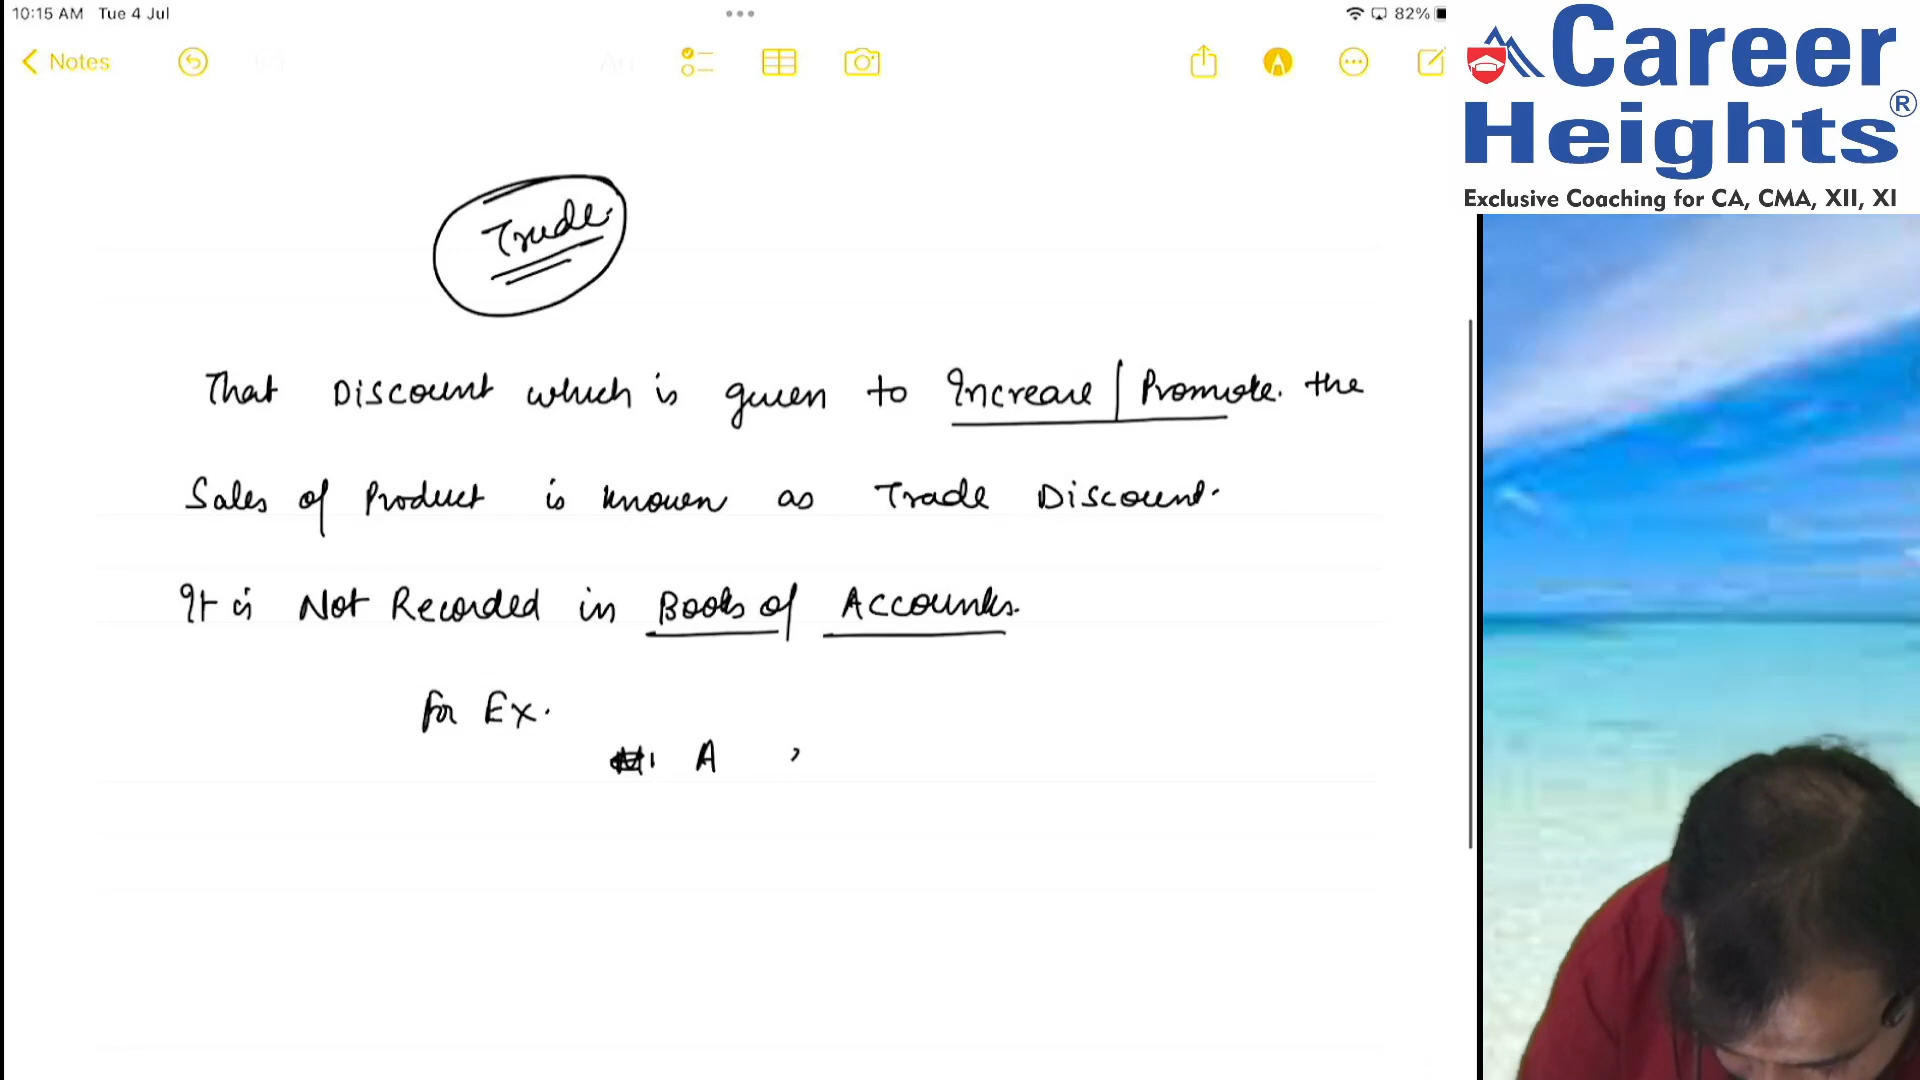 10:15 AM Tue 4 Jul
82%
Notes
Career
Heights®
Exclusive Coaching for CA, CMA, XII, XI
Trade.
That Discount which is given to Increase | Promote. the
Sales of Product is known as Trade Discount.
It is Not Recorded in Books of Accounts.
for Ex.
A ,